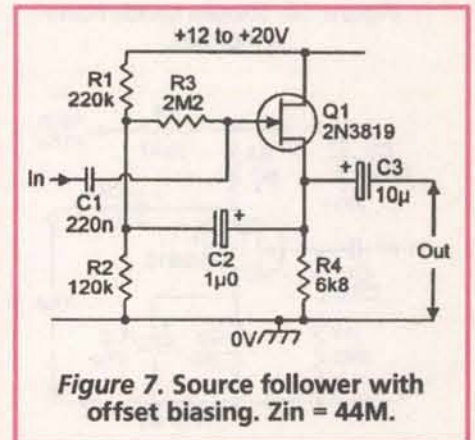 +12 to +20V
R1
220k
R3
2M2
Q1
2N3819
In
C1
220n
+
C3
10µ
+
C2
1µ0
Out
R2
120k
R4
6k8
0V
Figure 7. Source follower with
offset biasing. Zin = 44M.